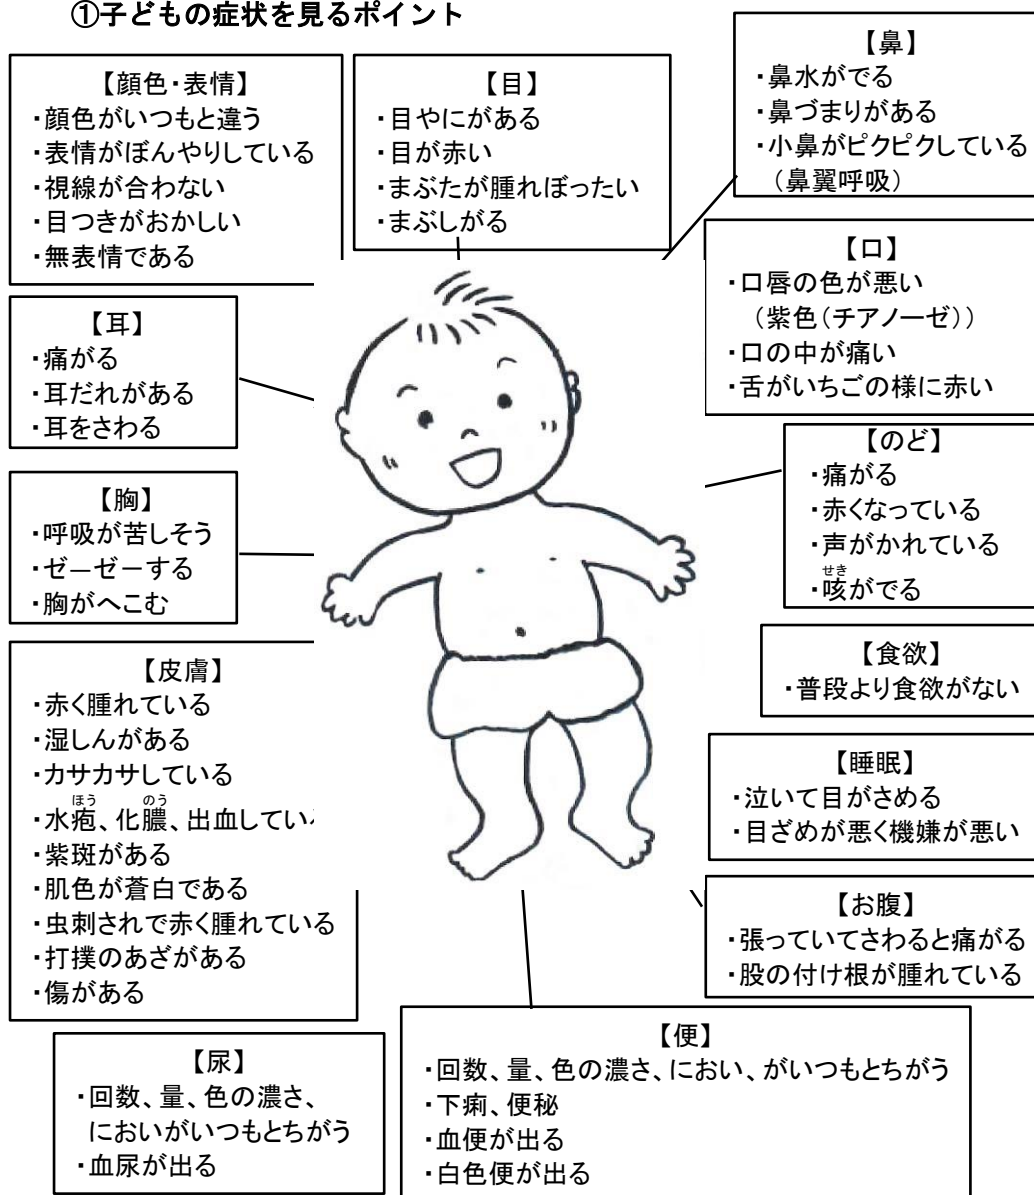 ①子どもの症状を見るポイント
【顔色・表情】
・顔色がいつもと違う
・表情がぼんやりしている
・視線が合わない
・目つきがおかしい
・無表情である
【目】
・目やにがある
・目が赤い
・まぶたが腫れぼったい
・まぶしがる
【鼻】
・鼻水がでる
・鼻づまりがある
・小鼻がピクピクしている
（鼻翼呼吸）
【口】
・口唇の色が悪い
（紫色（チアノーゼ））
・口の中が痛い
・舌がいちごの様に赤い
【耳】
・痛がる
・耳だれがある
・耳をさわる
【のど】
・痛がる
・赤くなっている
・声がかれている
せき
・咳がでる
【胸】
・呼吸が苦しそう
・ゼーゼーする
・胸がへこむ
【食欲】
・普段より食欲がない
【皮膚】
・赤く腫れている
・湿しんがある
・カサカサしている
ほう のう
・水疱、化膿、出血してい
・紫斑がある
・肌色が蒼白である
・虫刺されで赤く腫れている
・打撲のあざがある
・傷がある
【睡眠】
・泣いて目がさめる
・目ざめが悪く機嫌が悪い
【お腹】
・張っていてさわると痛がる
・股の付け根が腫れている
【尿】
・回数、量、色の濃さ、
においがいつもとちがう
・血尿が出る
【便】
・回数、量、色の濃さ、におい、がいつもとちがう
・下痢、便秘
・血便が出る
・白色便が出る